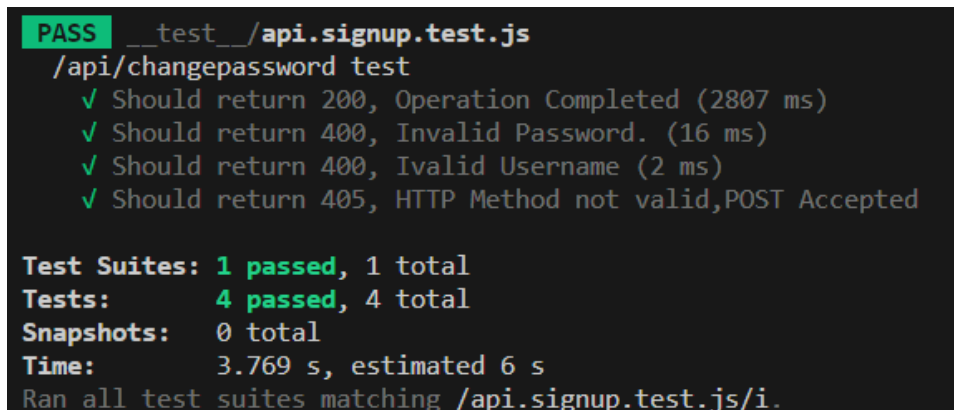 PASS __test__/api.signup.test.js
/api/changepassword test
√ Should return 200, Operation Completed (2807 ms)
√ Should return 400, Invalid Password. (16 ms)
√ Should return 400, Ivalid Username (2 ms)
√ Should return 405, HTTP Method not valid,POST Accepted
Test Suites: 1 passed, 1 total
Tests: 4 passed, 4 total
Snapshots: 0 total
Time: 3.769 s, estimated 6 s
Ran all test suites matching /api.signup.test.js/i.